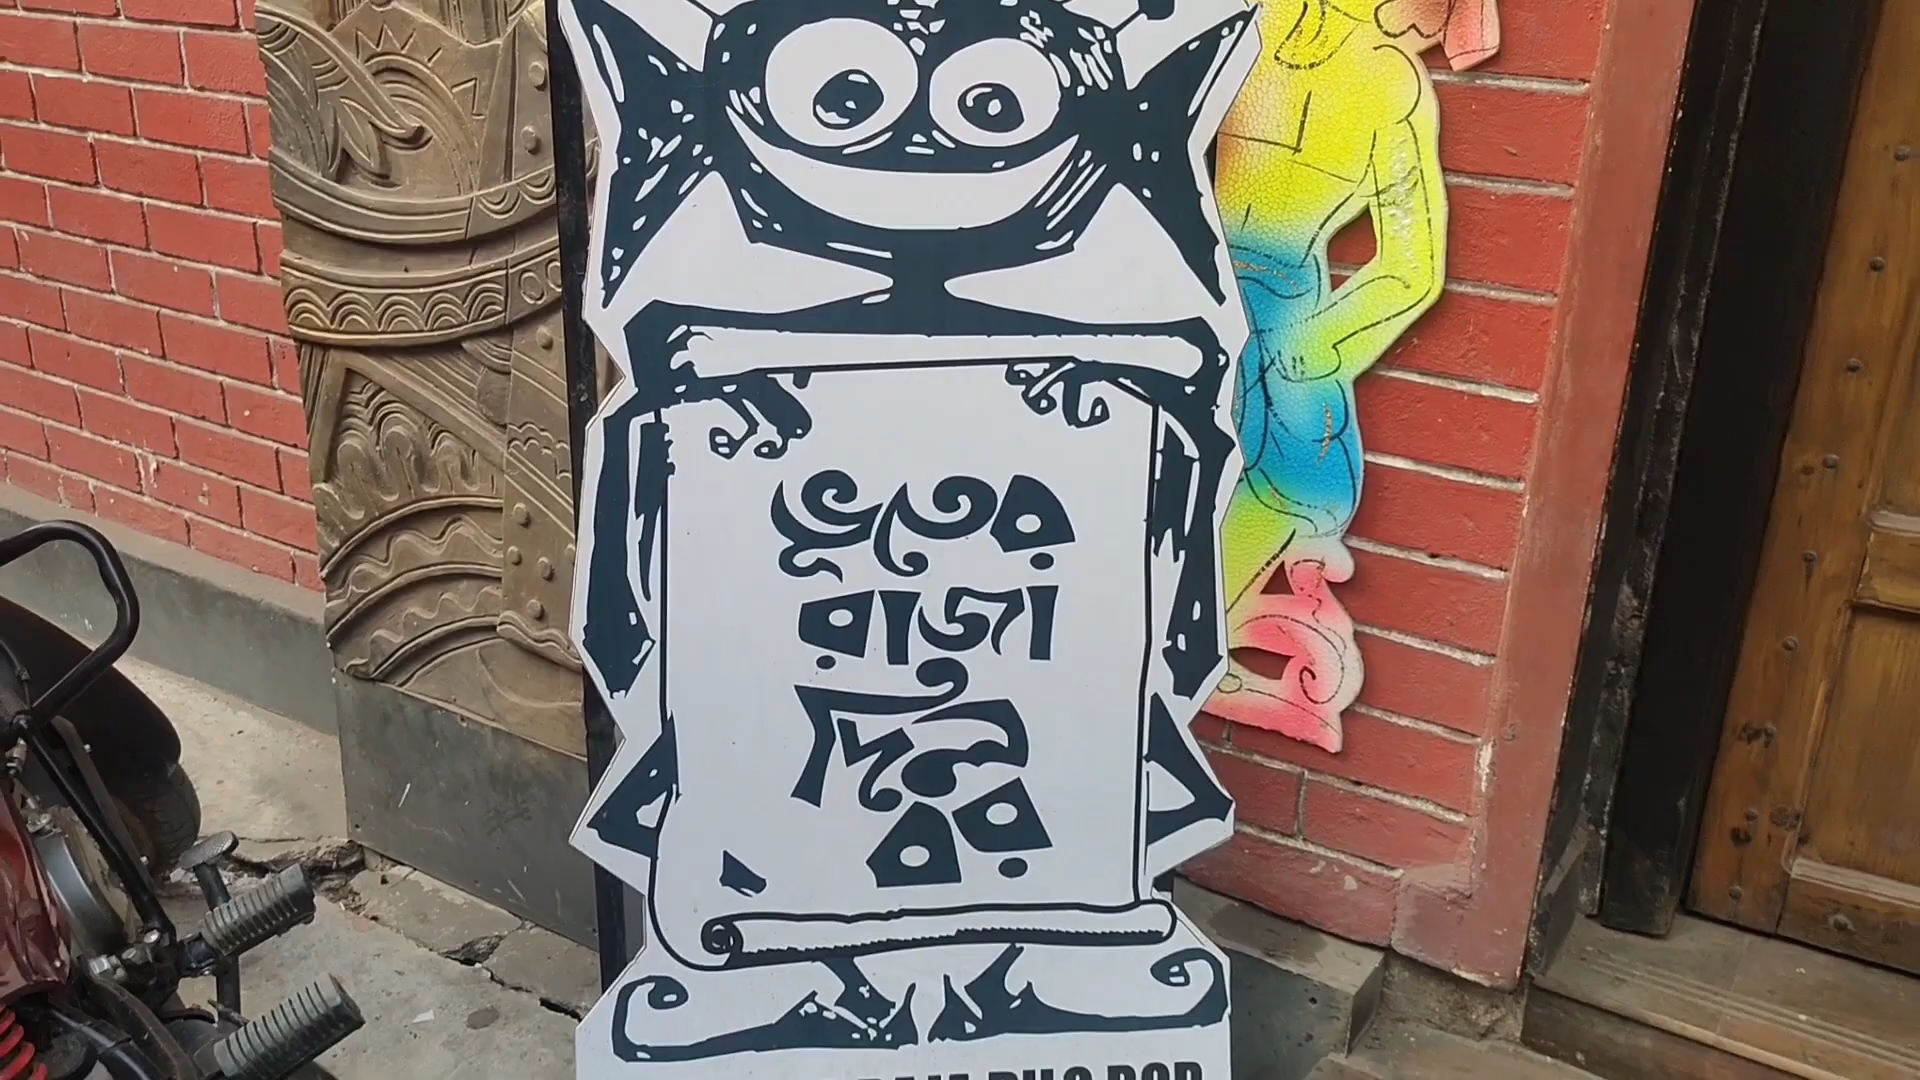 ভূতের
রাজা
দিল
বর